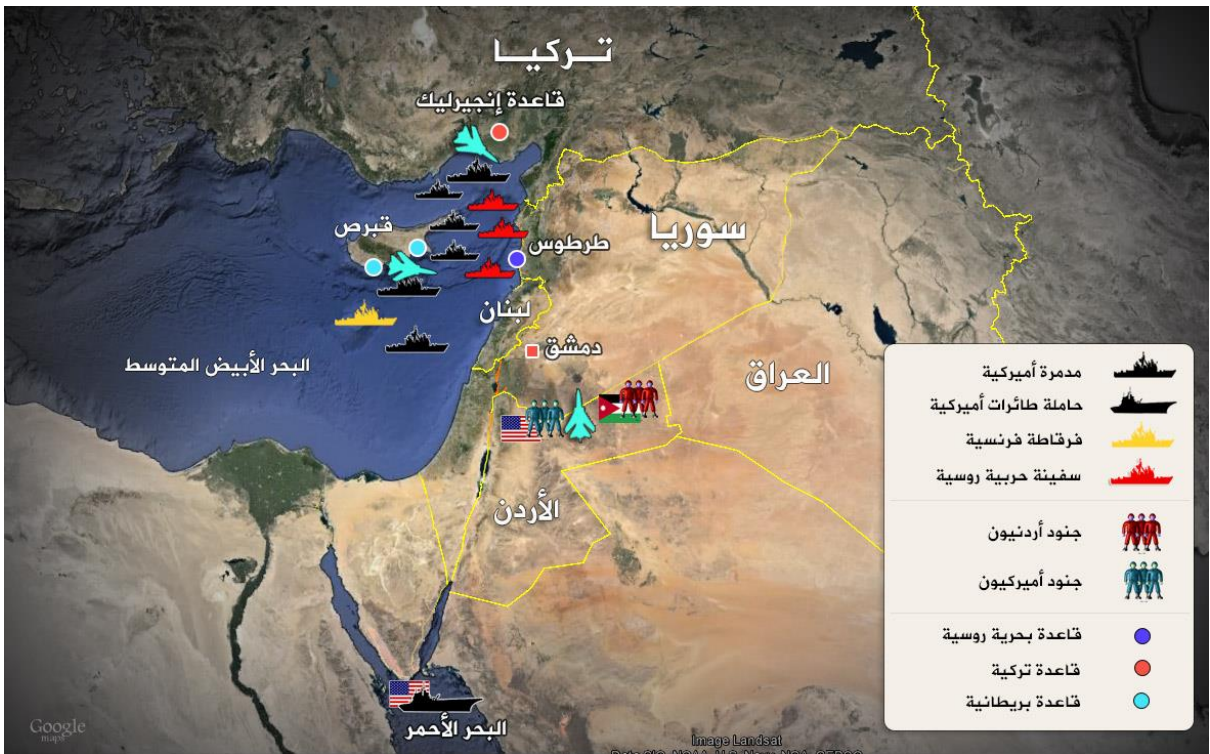 تـــركـيـــا
قاعدة إنجيرليك
قبرص
سوريا
طرطوس
لبنان
دمشق
البحر الأبيض المتوسط
العراق
الأردن
البحر الأحمر
مدمرة أميركية
حاملة طائرات أميركية
فرقاطة فرنسية
سفينة حربية روسية
جنود أردنيون
جنود أميركيون
قاعدة بحرية روسية
قاعدة تركية
قاعدة بريطانية
Google
maps
Image Landsat